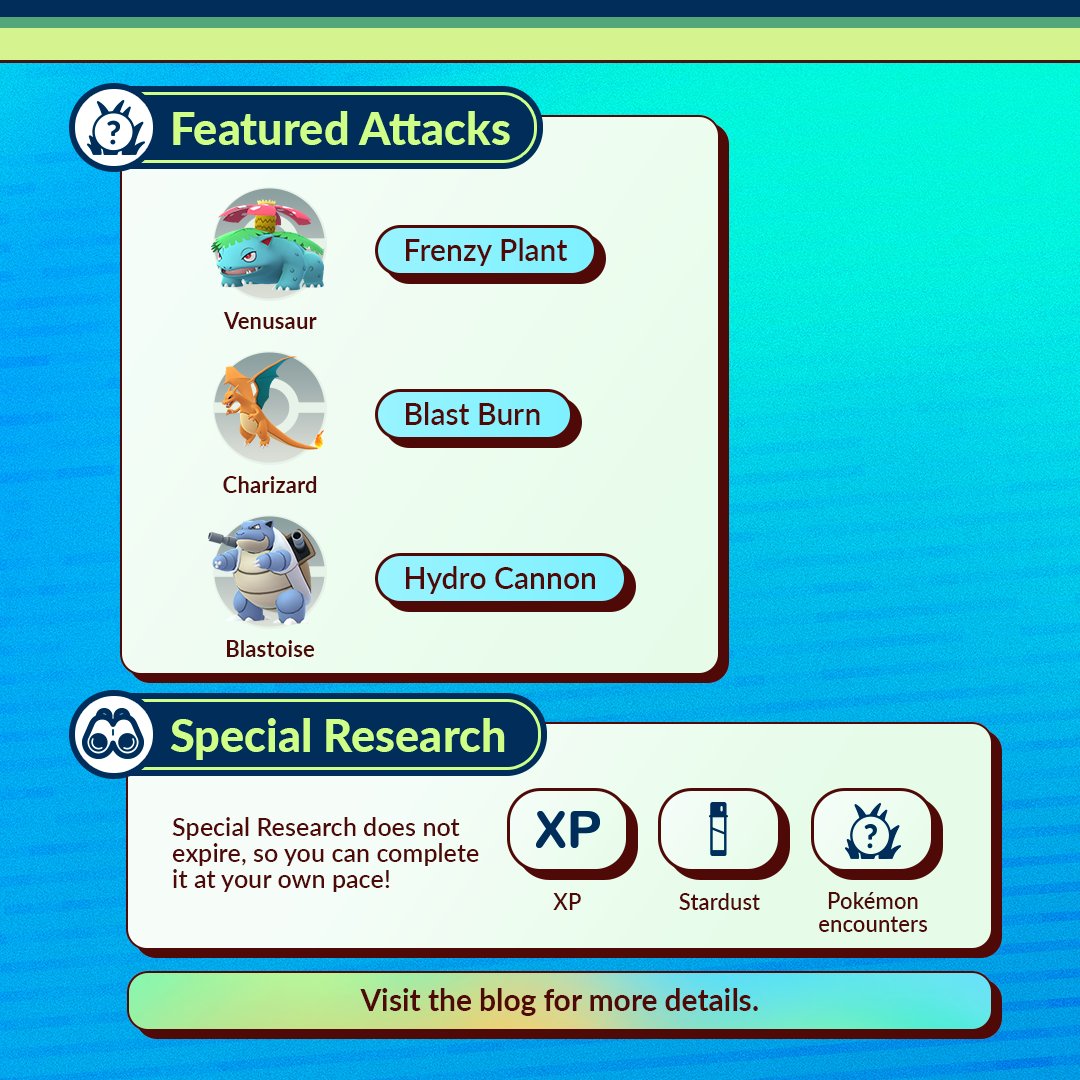 Featured Attacks
Venusaur
Frenzy Plant
Charizard
Blast Burn
Blastoise
Hydro Cannon
Special Research
Special Research does not
expire, so you can complete
it at your own pace!
XP
XP
Stardust
?
Pokémon
encounters
Visit the blog for more details.